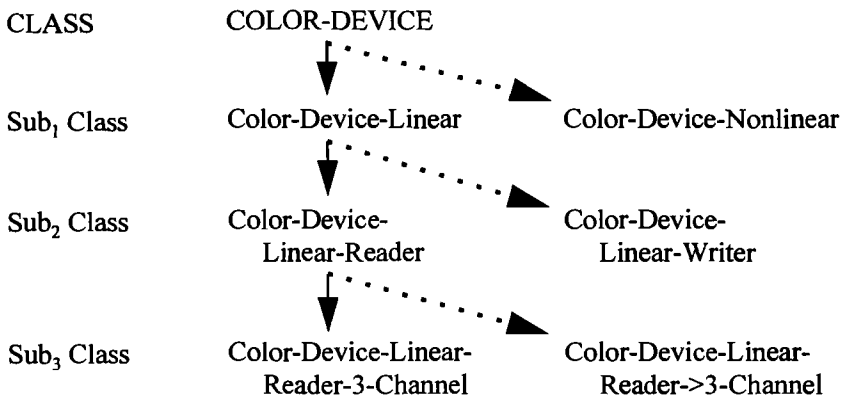 CLASS COLOR-DEVICE
Sub₁ Class Color-Device-Linear Color-Device-Nonlinear
Sub₂ Class Color-Device- Color-Device-
Linear-Reader Linear-Writer
Sub₃ Class Color-Device-Linear- Color-Device-Linear-
Reader-3-Channel Reader->3-Channel